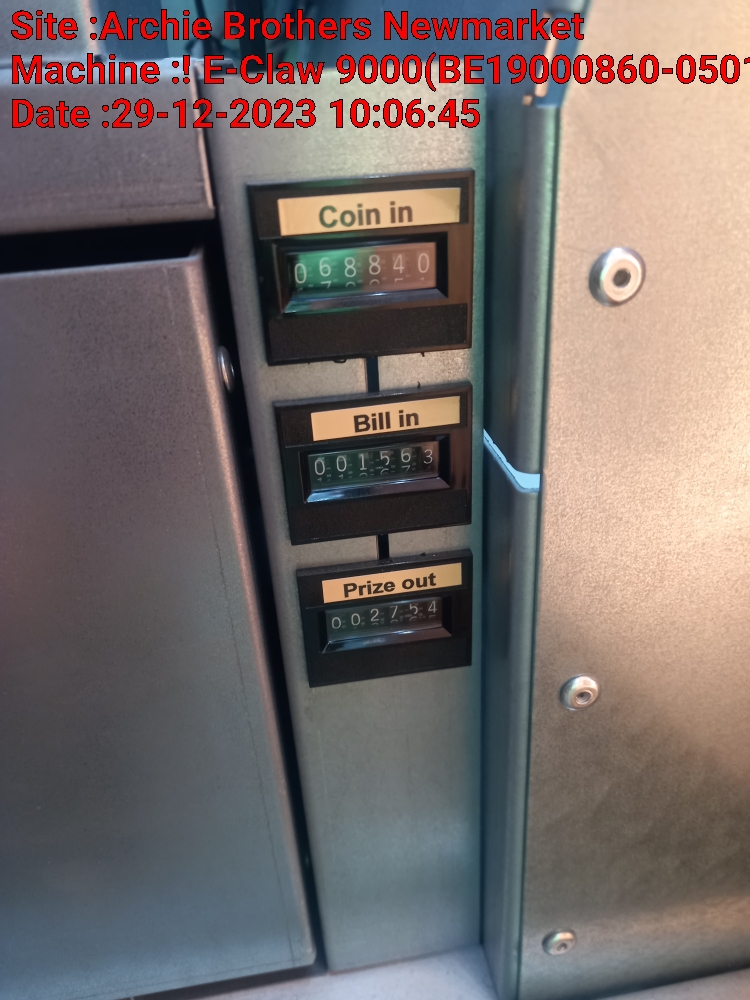 Site :Archie Brothers Newmarket
Machine :! E-Claw 9000(BE19000860-0501
Date :29-12-2023 10:06:45
Coin in
068840
Bill in
001563
Prize out
002754